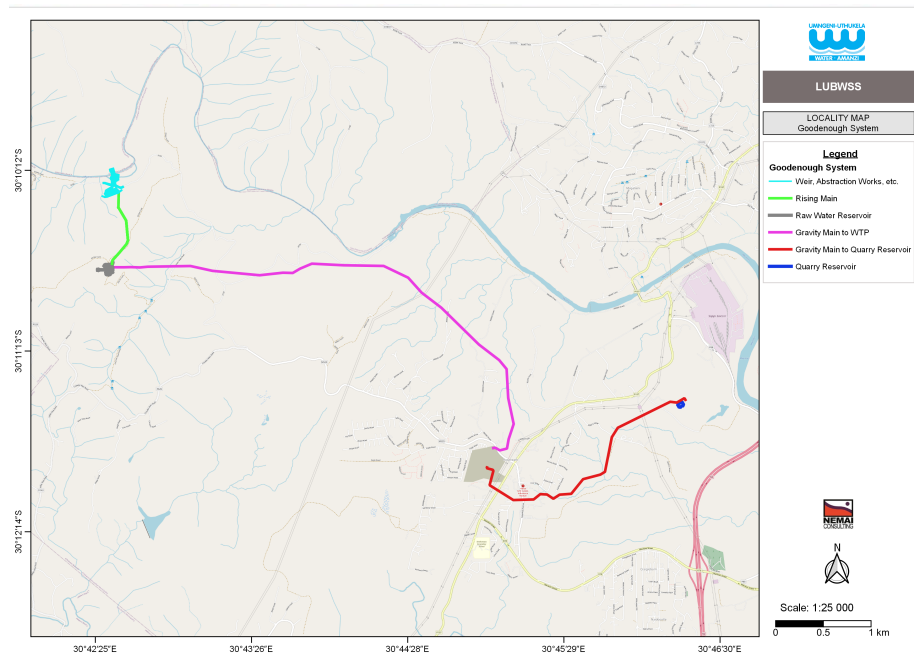 UMNGENI-UTHUKELA
WATER · AMANZI
LUBWSS
LOCALITY MAP
Goodenough System
Legend
Goodenough System
Weir, Abstraction Works, etc.
Rising Main
Raw Water Reservoir
Gravity Main to WTP
Gravity Main to Quarry Reservoir
Quarry Reservoir
30°10'12"S
30°11'13"S
30°12'14"S
NEMAI
CONSULTING
N
Scale: 1:25 000
0 0.5 1 km
30°42'25"E 30°43'26"E 30°44'28"E 30°45'29"E 30°46'30"E